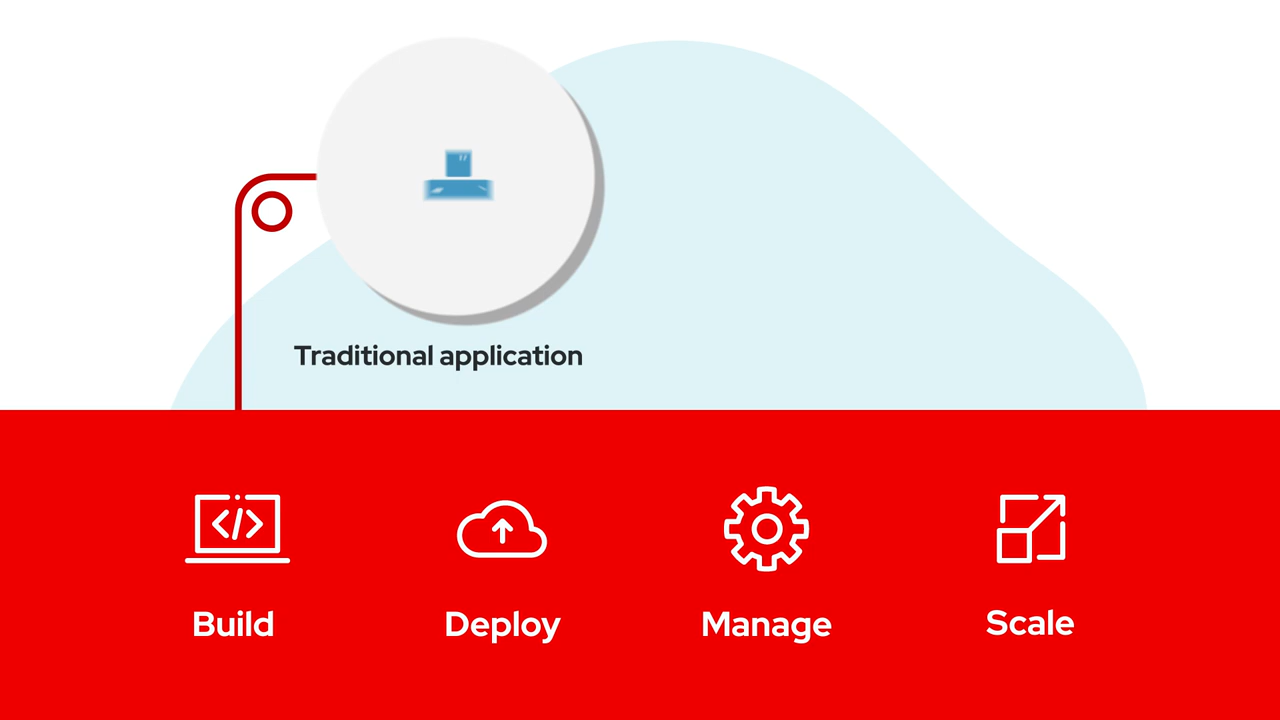 Traditional application
Build
Deploy
Manage
Scale